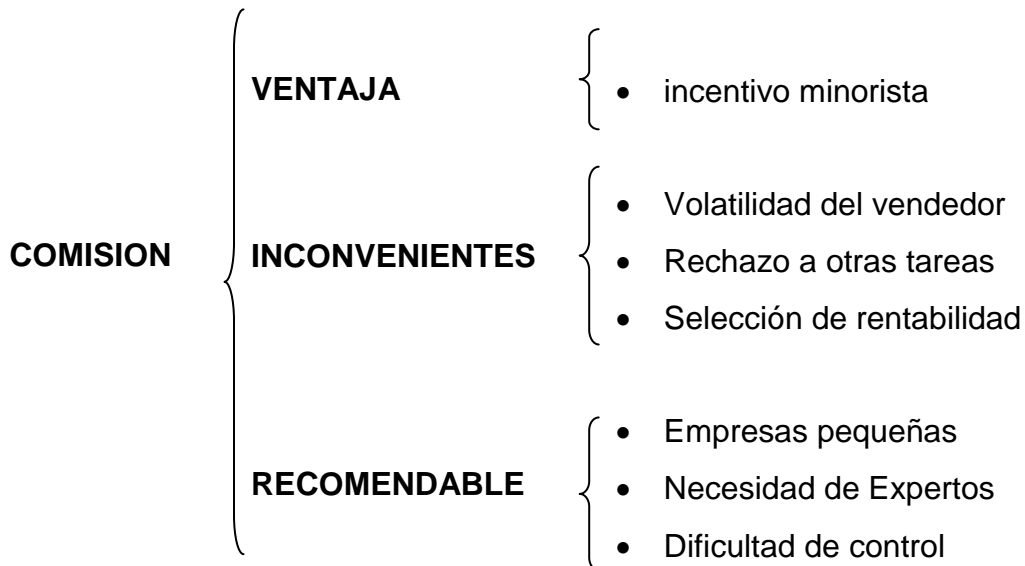 VENTAJA
• incentivo minorista
COMISION
INCONVENIENTES
• Volatilidad del vendedor
• Rechazo a otras tareas
• Selección de rentabilidad
RECOMENDABLE
• Empresas pequeñas
• Necesidad de Expertos
• Dificultad de control